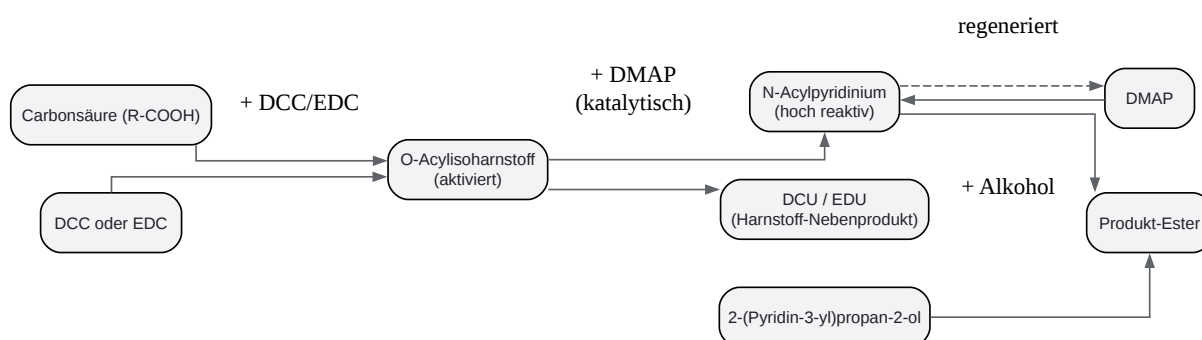 regeneriert
+ DCC/EDC
+ DMAP
(katalytisch)
N-Acylpyridinium
(hoch reaktiv)
DMAP
Carbonsäure (R-COOH)
O-Acylisoharnstoff
(aktiviert)
+ Alkohol
DCC oder EDC
DCU / EDU
(Harnstoff-Nebenprodukt)
Produkt-Ester
2-(Pyridin-3-yl)propan-2-ol